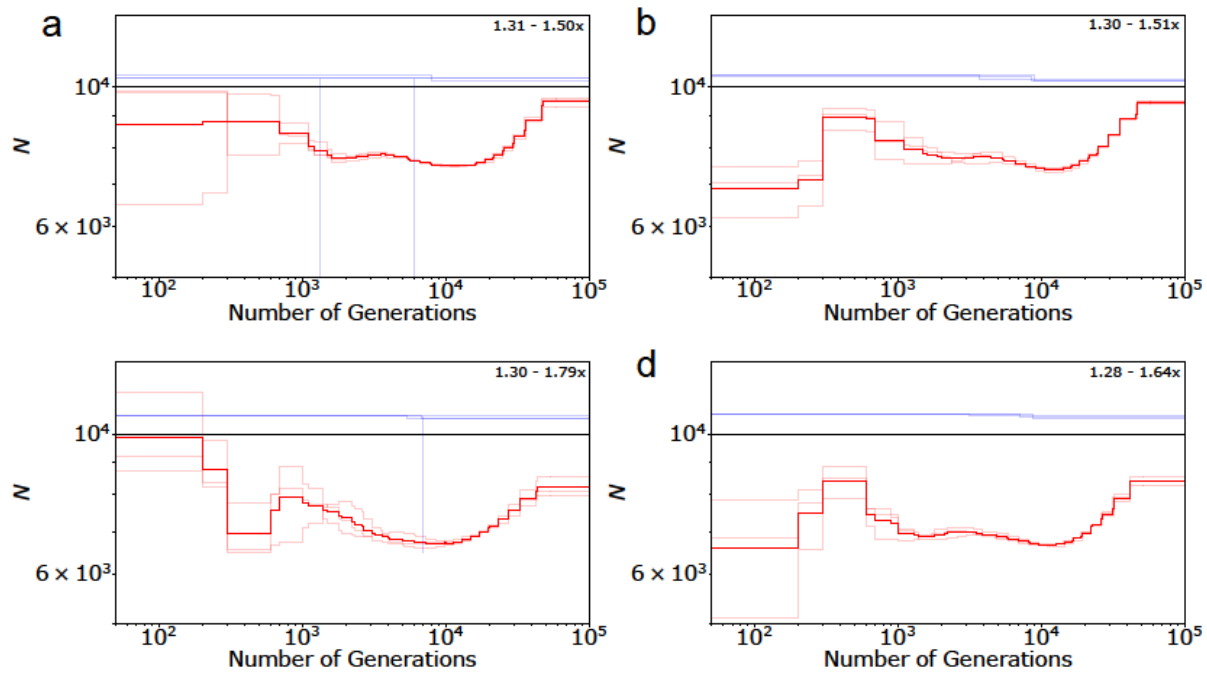 a
1.31 - 1.50x
10⁴
N
6 × 10³
10² 10³ 10⁴ 10⁵
Number of Generations
b
1.30 - 1.51x
10⁴
N
6 × 10³
10² 10³ 10⁴ 10⁵
Number of Generations
1.30 - 1.79x
10⁴
N
6 × 10³
10² 10³ 10⁴ 10⁵
Number of Generations
d
1.28 - 1.64x
10⁴
N
6 × 10³
10² 10³ 10⁴ 10⁵
Number of Generations